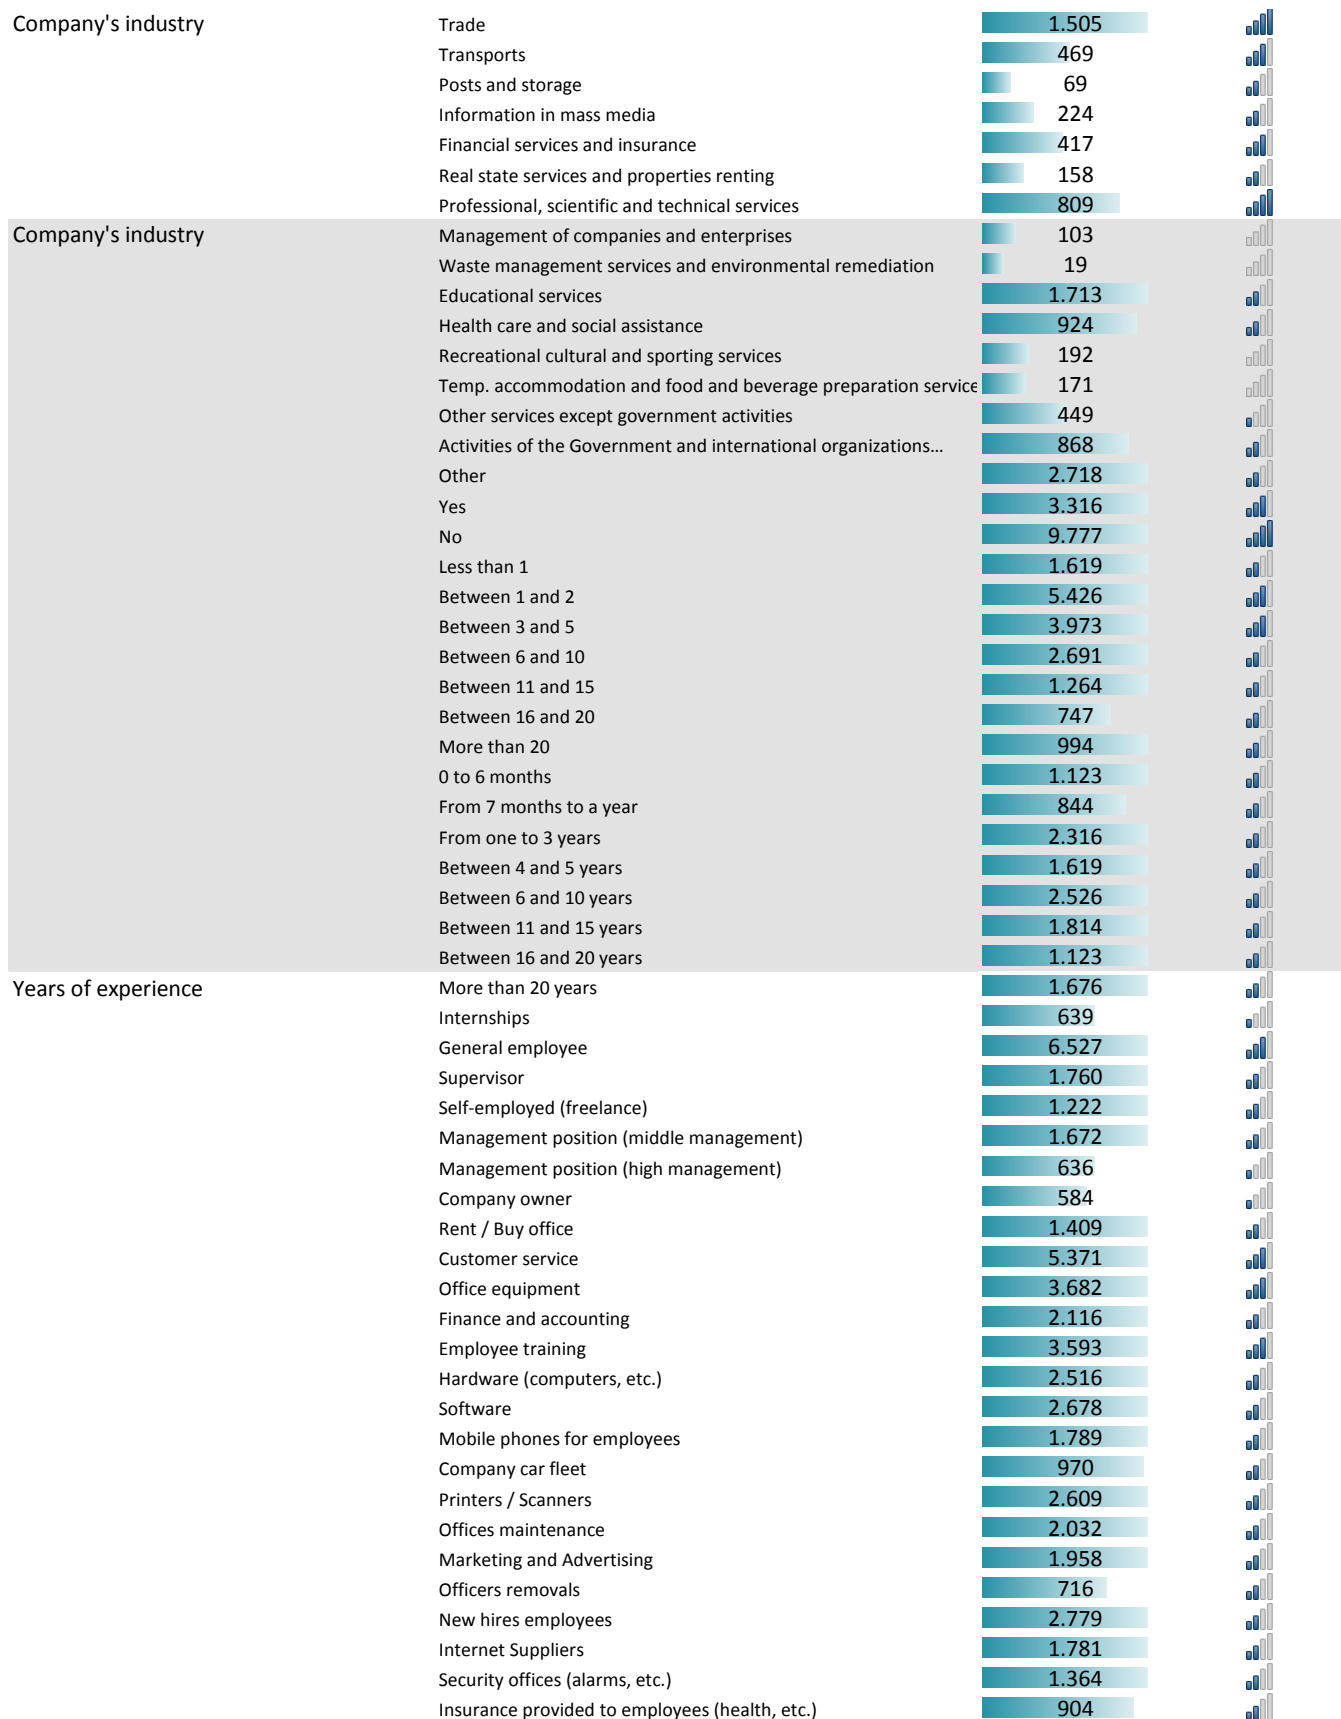 Company's industry Trade 1.505
Transports 469
Posts and storage 69
Information in mass media 224
Financial services and insurance 417
Real state services and properties renting 158
Professional, scientific and technical services 809
Company's industry Management of companies and enterprises 103
Waste management services and environmental remediation 19
Educational services 1.713
Health care and social assistance 924
Recreational cultural and sporting services 192
Temp. accommodation and food and beverage preparation service 171
Other services except government activities 449
Activities of the Government and international organizations... 868
Other 2.718
Yes 3.316
No 9.777
Less than 1 1.619
Between 1 and 2 5.426
Between 3 and 5 3.973
Between 6 and 10 2.691
Between 11 and 15 1.264
Between 16 and 20 747
More than 20 994
0 to 6 months 1.123
From 7 months to a year 844
From one to 3 years 2.316
Between 4 and 5 years 1.619
Between 6 and 10 years 2.526
Between 11 and 15 years 1.814
Between 16 and 20 years 1.123
Years of experience More than 20 years 1.676
Internships 639
General employee 6.527
Supervisor 1.760
Self-employed (freelance) 1.222
Management position (middle management) 1.672
Management position (high management) 636
Company owner 584
Rent / Buy office 1.409
Customer service 5.371
Office equipment 3.682
Finance and accounting 2.116
Employee training 3.593
Hardware (computers, etc.) 2.516
Software 2.678
Mobile phones for employees 1.789
Company car fleet 970
Printers / Scanners 2.609
Offices maintenance 2.032
Marketing and Advertising 1.958
Officers removals 716
New hires employees 2.779
Internet Suppliers 1.781
Security offices (alarms, etc.) 1.364
Insurance provided to employees (health, etc.) 904